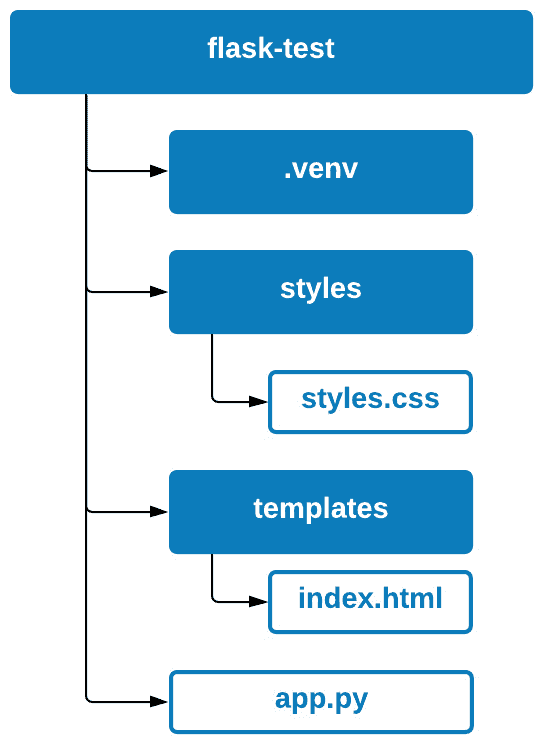 flask-test
.venv
styles
styles.css
templates
index.html
app.py